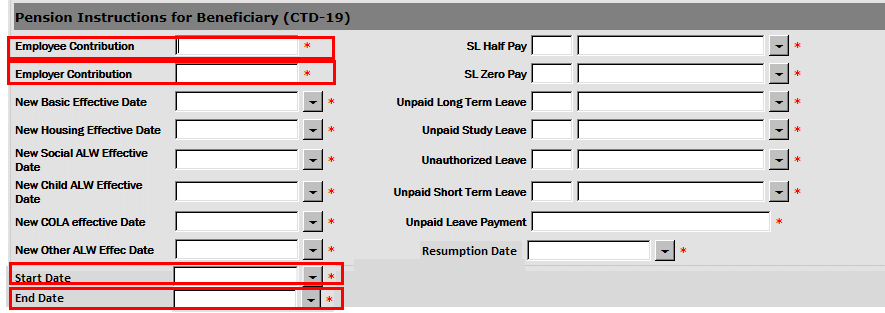 Pension Instructions for Beneficiary (CTD-19)
Employee Contribution * SL Half Pay *
Employer Contribution * SL Zero Pay *
New Basic Effective Date * Unpaid Long Term Leave *
New Housing Effective Date * Unpaid Study Leave *
New Social ALW Effective
Date * Unauthorized Leave *
New Child ALW Effective
Date * Unpaid Short Term Leave *
New COLA effective Date * Unpaid Leave Payment *
New Other ALW Effec Date * Resumption Date *
Start Date *
End Date *